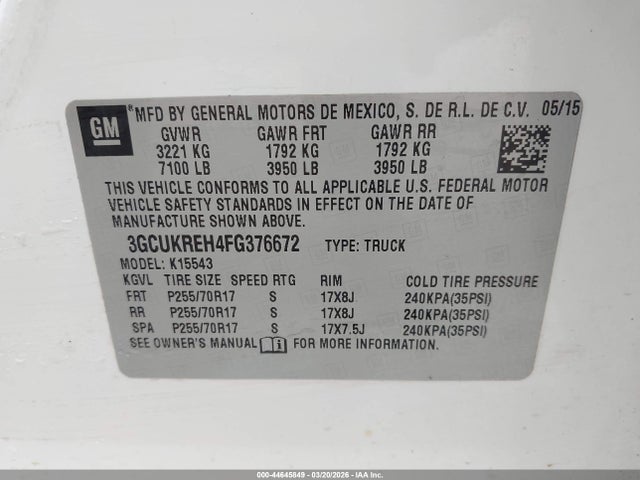 GM ® MFD BY GENERAL MOTORS DE MEXICO, S. DE R.L. DE C.V. 05/15
GVWR GAWR FRT GAWR RR
3221 KG 1792 KG 1792 KG
7100 LB 3950 LB 3950 LB
THIS VEHICLE CONFORMS TO ALL APPLICABLE U.S. FEDERAL MOTOR
VEHICLE SAFETY STANDARDS IN EFFECT ON THE DATE OF
MANUFACTURE SHOWN ABOVE.
3GCUKREH4FG376672 TYPE: TRUCK
MODEL: K15543
KGVL TIRE SIZE SPEED RTG RIM COLD TIRE PRESSURE
FRT P255/70R17 S 17X8J 240KPA(35PSI)
RR P255/70R17 S 17X8J 240KPA(35PSI)
SPA P255/70R17 S 17X7.5J 240KPA(35PSI)
SEE OWNER'S MANUAL FOR MORE INFORMATION.
000-44645849 - 03/20/2026 - IAA Inc.